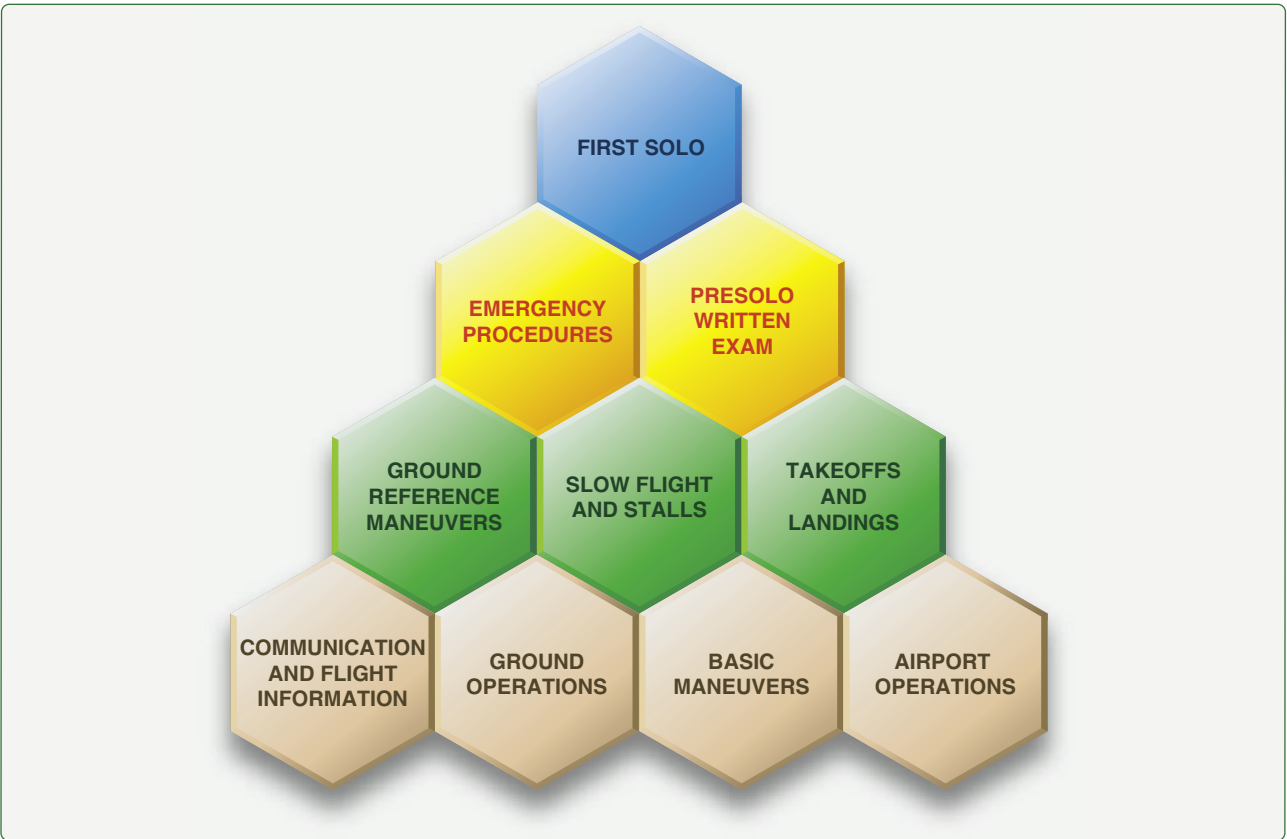 FIRST SOLO
EMERGENCY
PROCEDURES
PRESOLO
WRITTEN
EXAM
GROUND
REFERENCE
MANEUVERS
SLOW FLIGHT
AND STALLS
TAKEOFFS
AND
LANDINGS
COMMUNICATION
AND FLIGHT
INFORMATION
GROUND
OPERATIONS
BASIC
MANEUVERS
AIRPORT
OPERATIONS